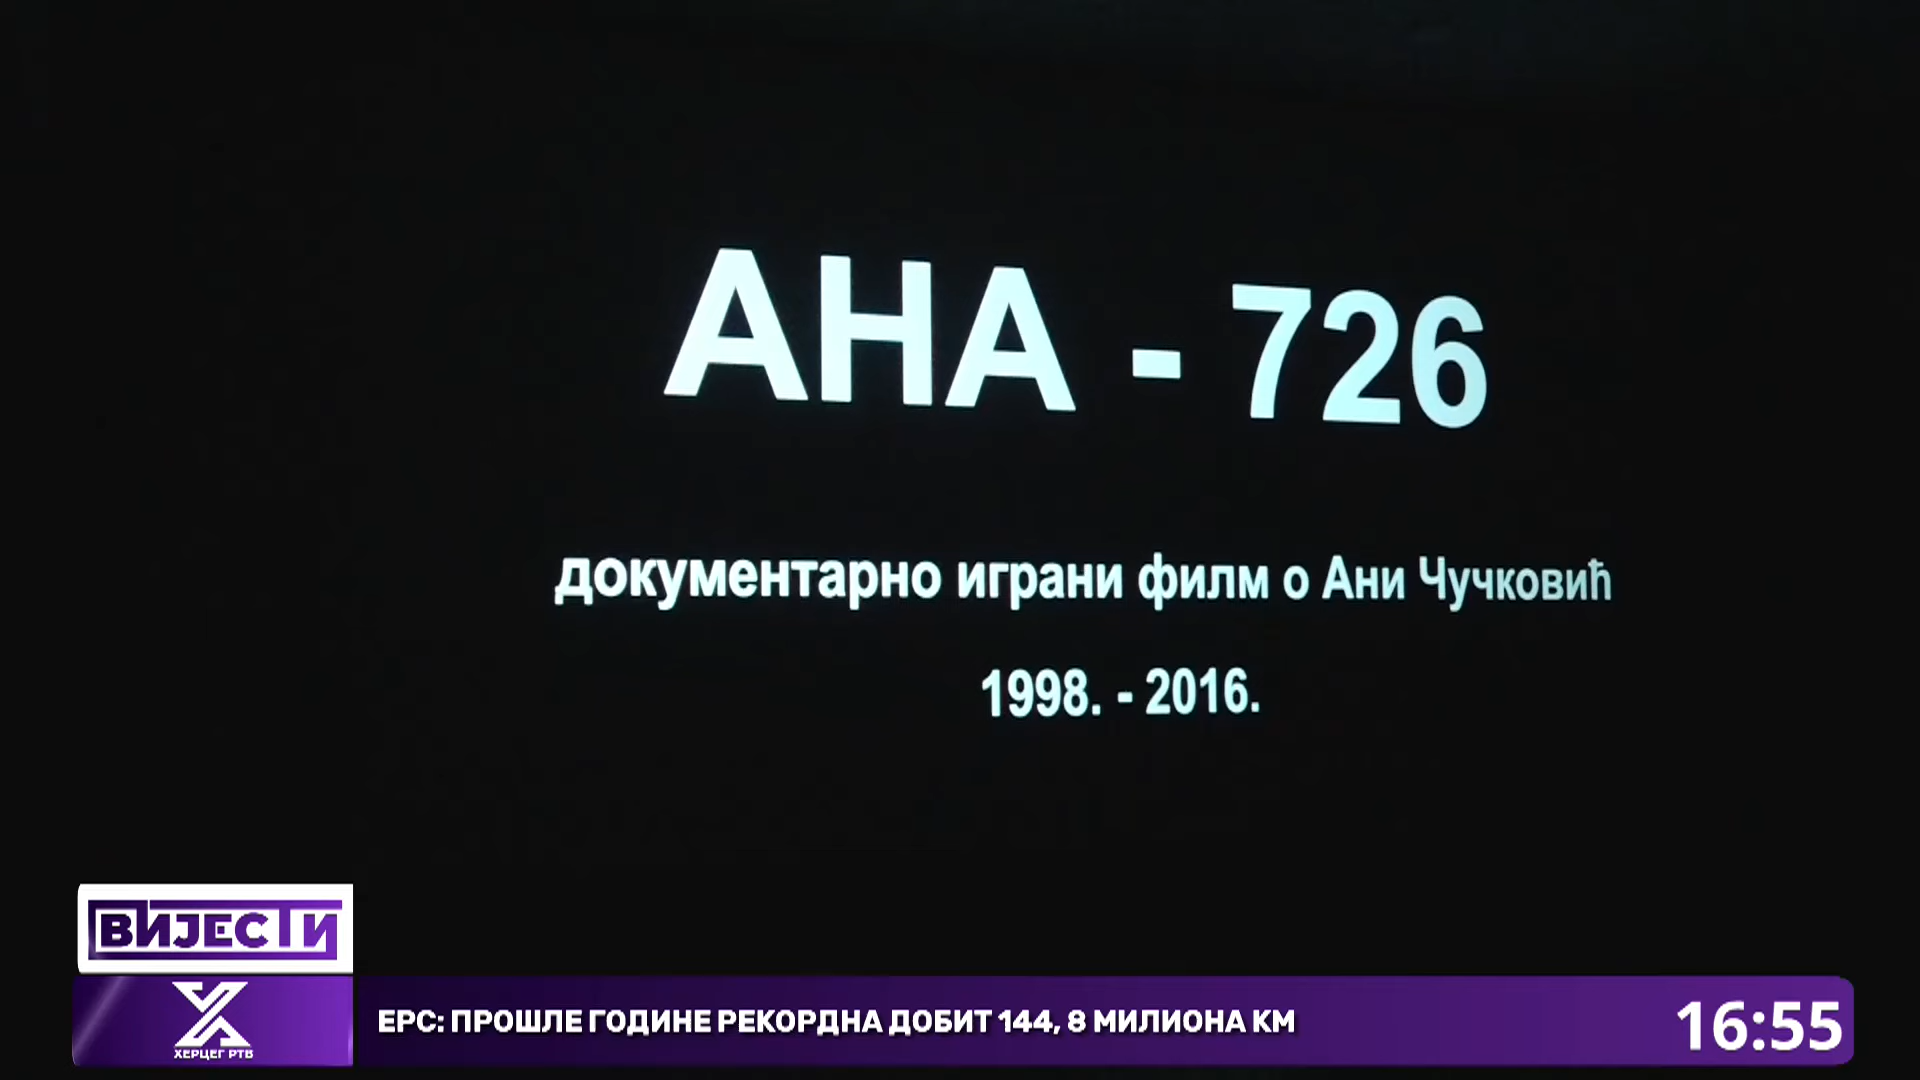 АНА - 726
документарно играни филм о Ани Чучковић
1998. - 2016.
ВИЈЕСТИ
ХЕРЦЕГ РТВ
ЕРС: ПРОШЛЕ ГОДИНЕ РЕКОРДНА ДОБИТ 144, 8 МИЛИОНА КМ
16:55